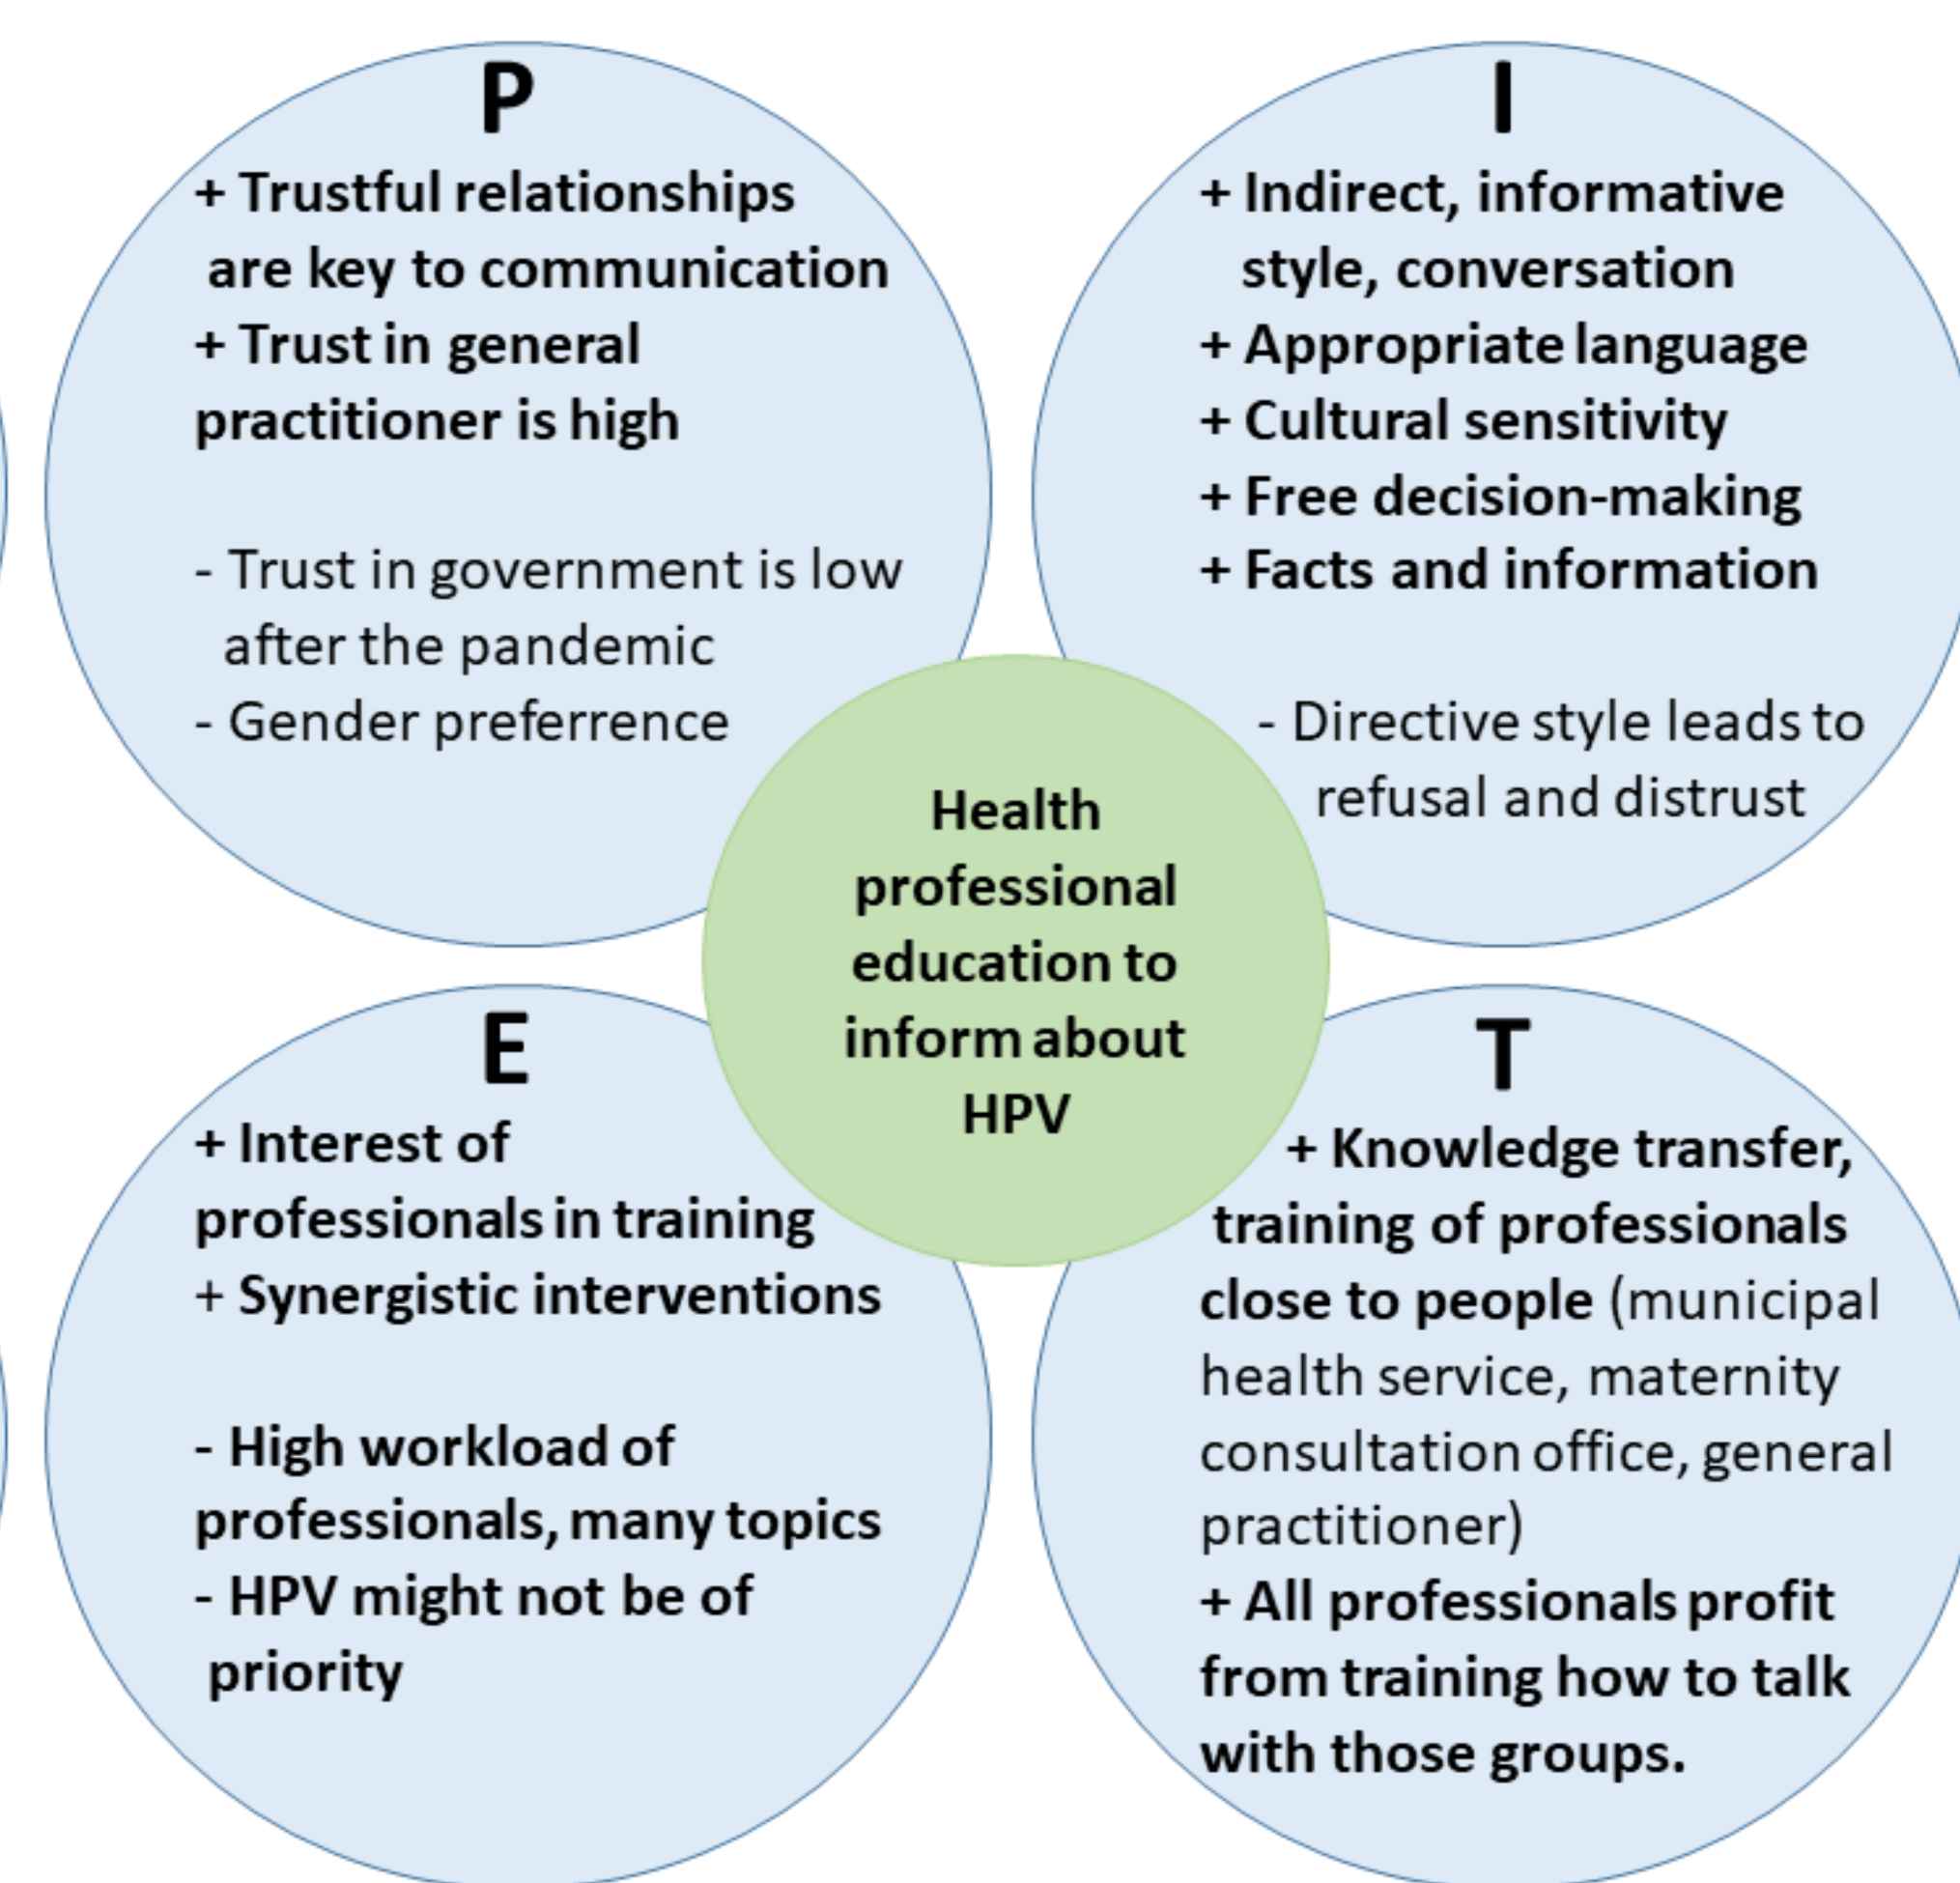 P
+ Trustful relationships
are key to communication
+ Trust in general
practitioner is high
- Trust in government is low
after the pandemic
- Gender preferrence
I
+ Indirect, informative
style, conversation
+ Appropriate language
+ Cultural sensitivity
+ Free decision-making
+ Facts and information
- Directive style leads to
refusal and distrust
Health
professional
education to
inform about
HPV
E
+ Interest of
professionals in training
+ Synergistic interventions
- High workload of
professionals, many topics
- HPV might not be of
priority
T
+ Knowledge transfer,
training of professionals
close to people (municipal
health service, maternity
consultation office, general
practitioner)
+ All professionals profit
from training how to talk
with those groups.